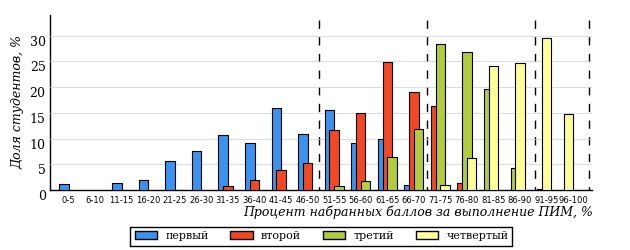 Доля студентов, %
30
25
20
15
10
5
0
0-5 6-10 11-15 16-20 21-25 26-30 31-35 36-40 41-45 46-50 51-55 56-60 61-65 66-70 71-75 76-80 81-85 86-90 91-95 96-100
Процент набранных баллов за выполнение ПИМ, %
первый второй третий четвертый